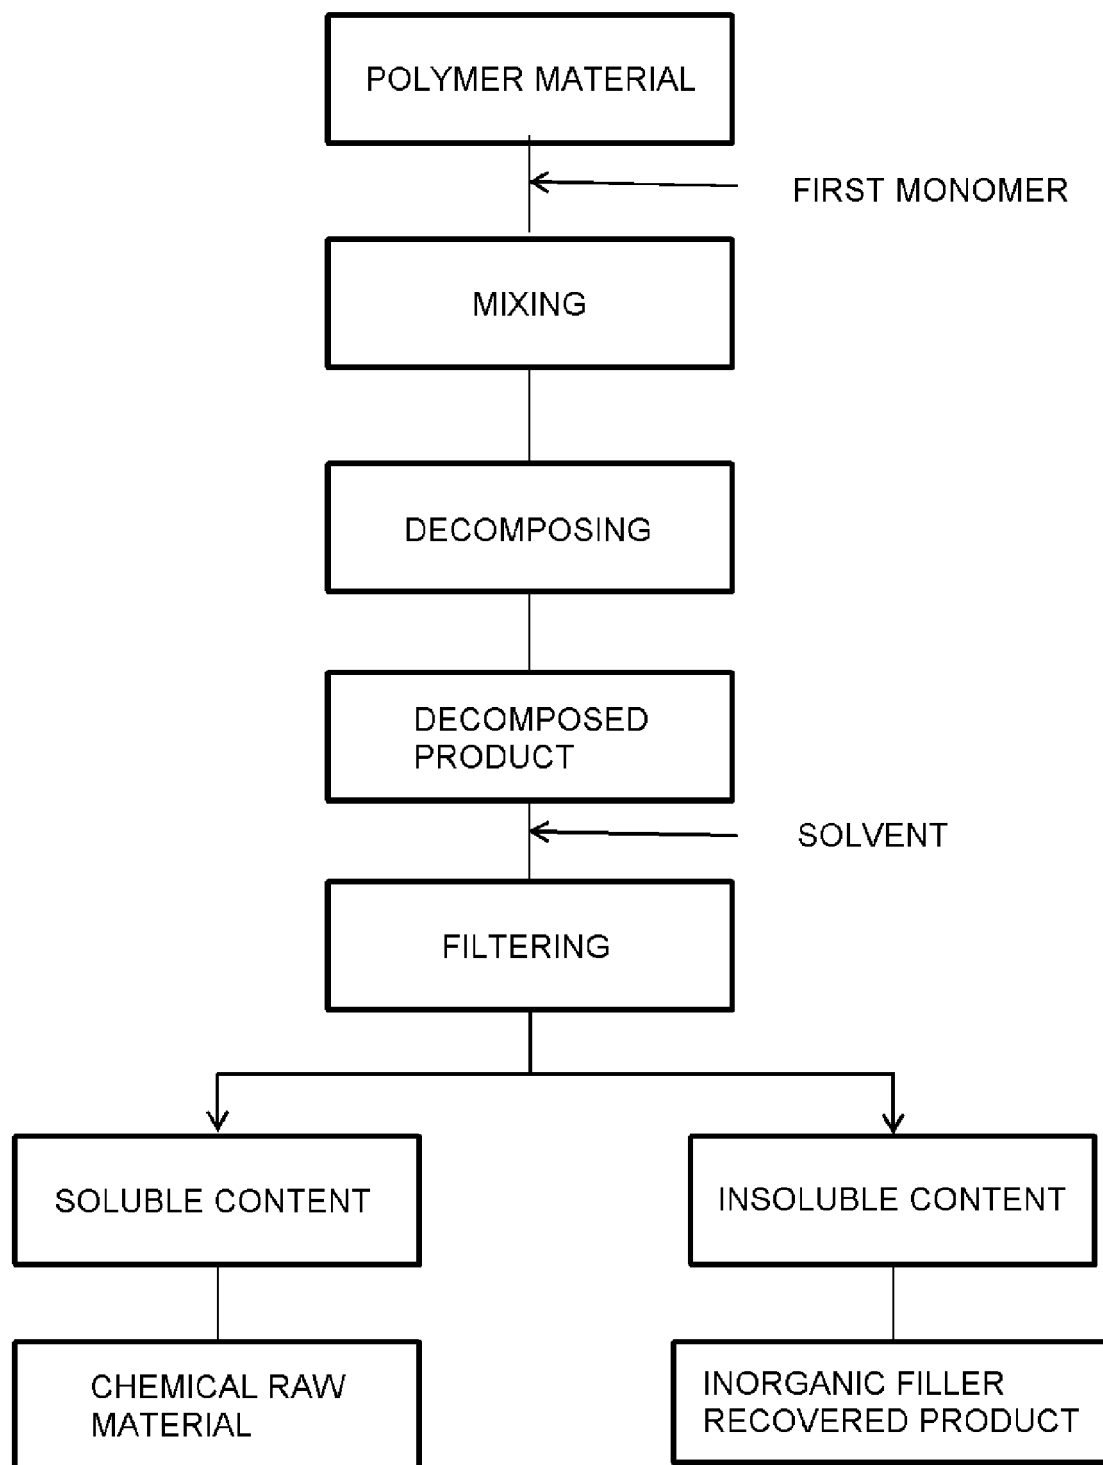 POLYMER MATERIAL
FIRST MONOMER
MIXING
DECOMPOSING
DECOMPOSED
PRODUCT
SOLVENT
FILTERING
SOLUBLE CONTENT
INSOLUBLE CONTENT
CHEMICAL RAW
MATERIAL
INORGANIC FILLER
RECOVERED PRODUCT